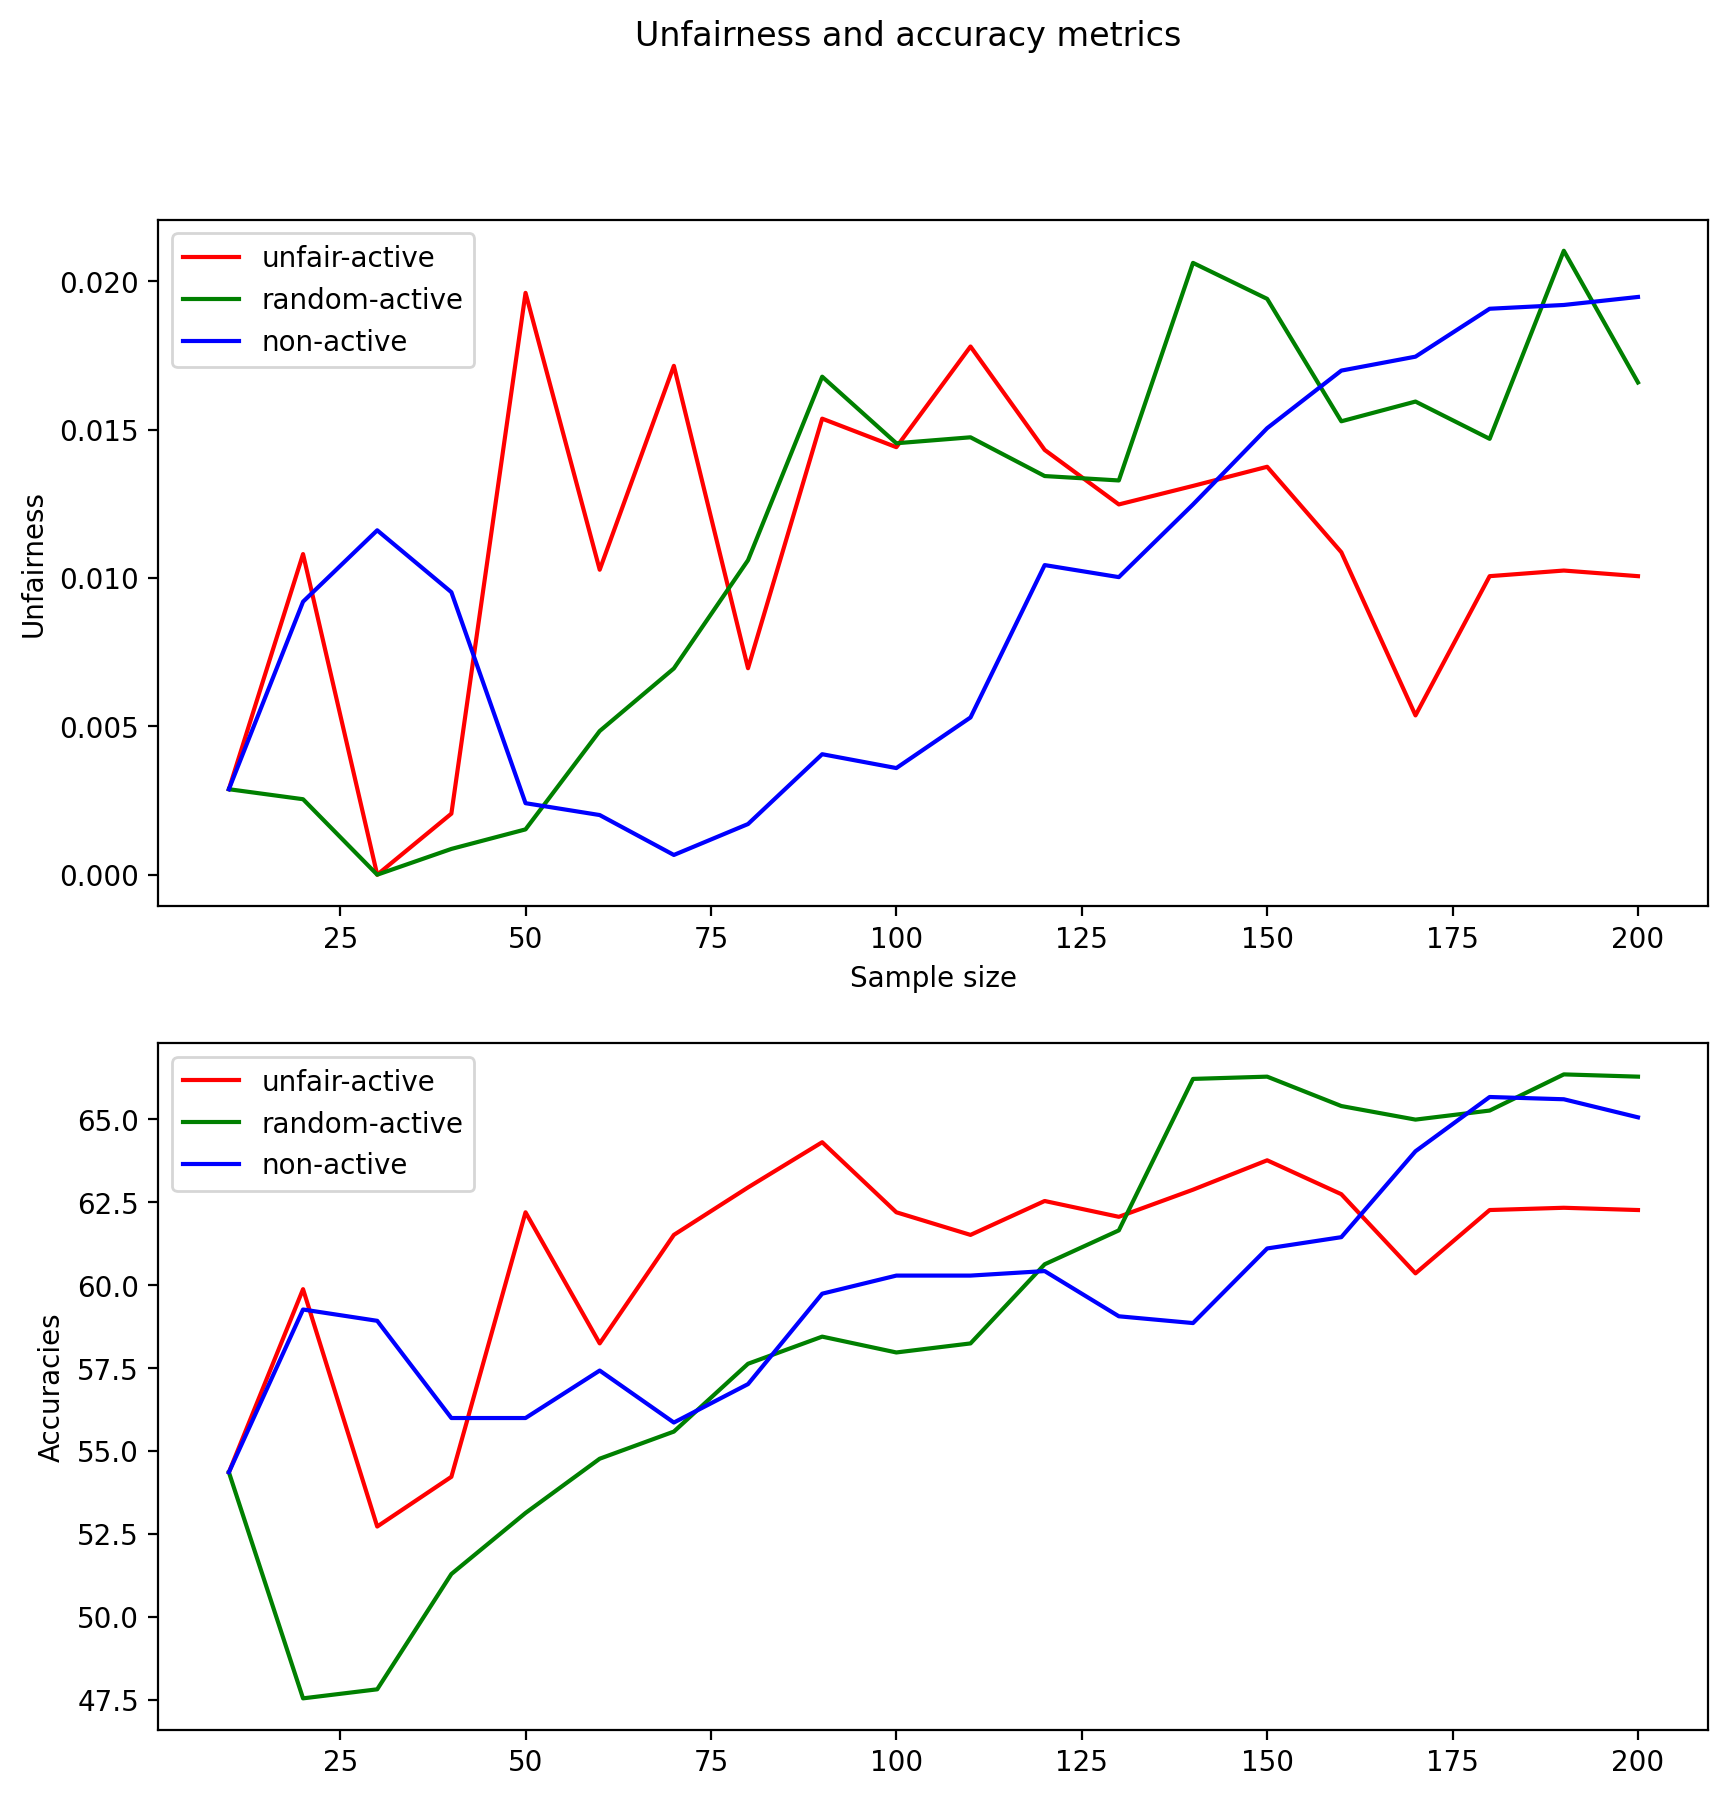 Unfairness and accuracy metrics
unfair-active
random-active
non-active
0.020
0.015
0.010
0.005
0.000
Unfairness
25 50 75 100 125 150 175 200
Sample size
unfair-active
random-active
non-active
65.0
62.5
60.0
57.5
55.0
52.5
50.0
47.5
Accuracies
25 50 75 100 125 150 175 200